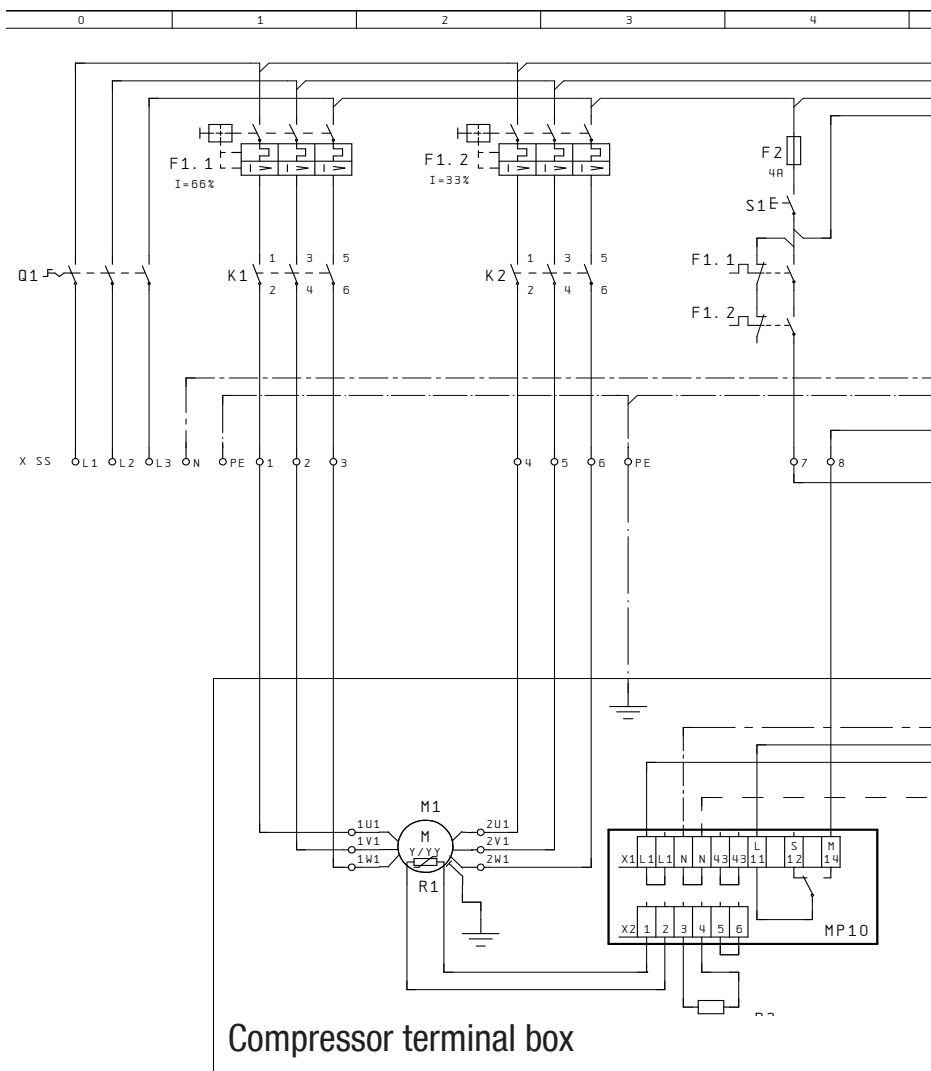 0 1 2 3 4
F1.1
I=66%
I> I> I>
F1.2
I=33%
I> I> I>
F2
4A
S1
Q1
K1
1 3 5
2 4 6
K2
1 3 5
2 4 6
F1.1
F1.2
X SS L1 L2 L3 N PE 1 2 3 4 5 6 PE 7 8
M1
1U1 2U1
1V1 M 2V1
Y/YY
1W1 2W1
R1
L S M
X1 L1 L1 N N 43 43 11 12 14
X2 1 2 3 4 5 6
MP10
Compressor terminal box